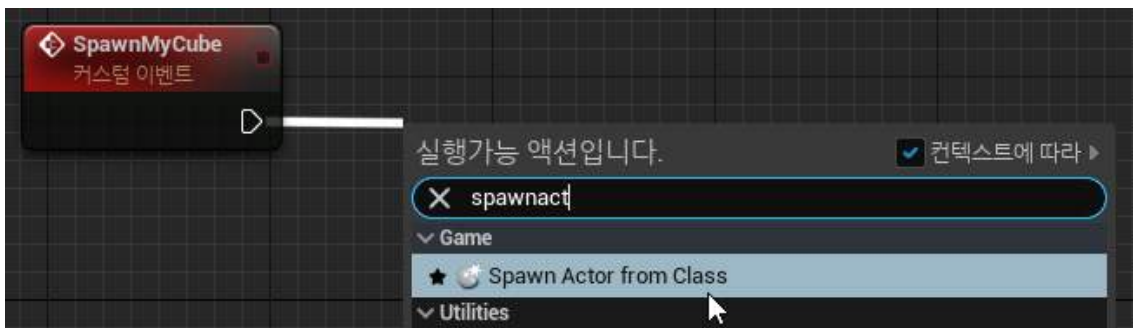 SpawnMyCube
커스텀 이벤트
실행가능 액션입니다.
컨텍스트에 따라
spawnact
Game
Spawn Actor from Class
Utilities